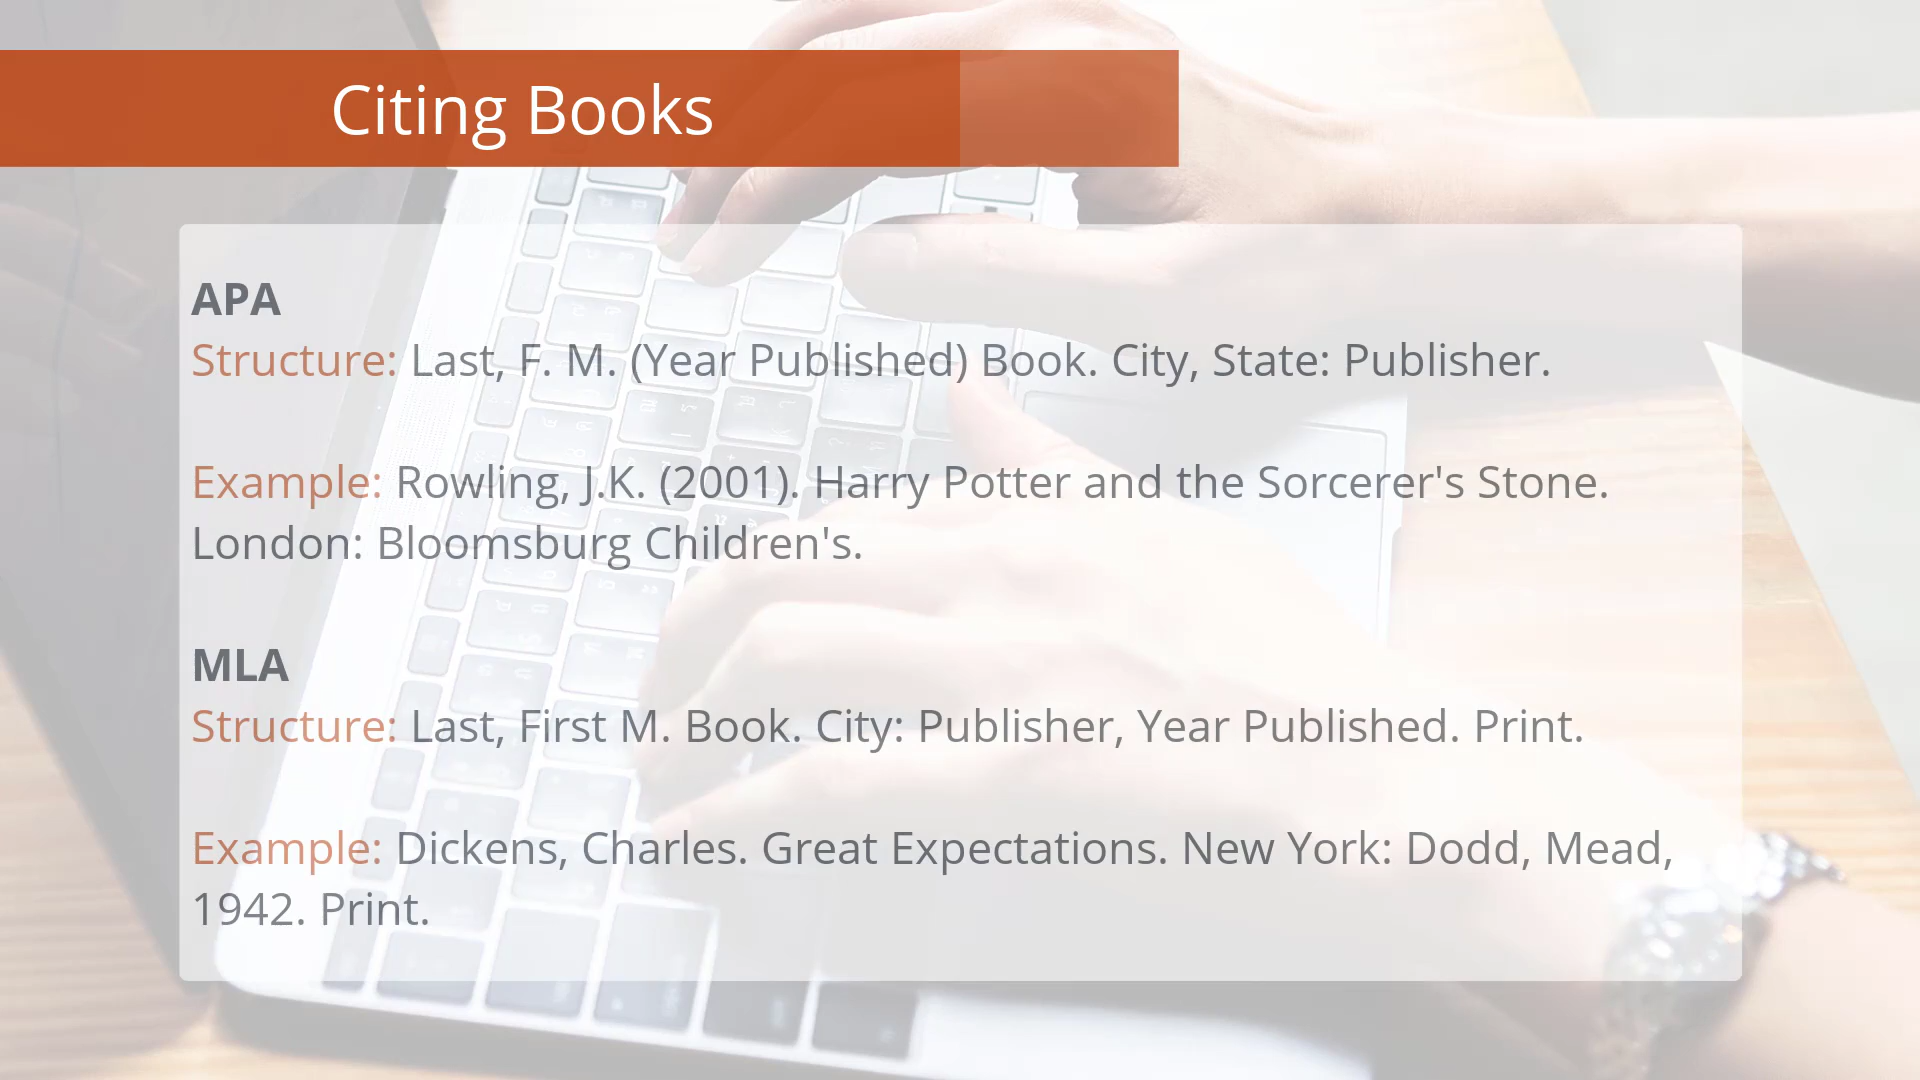 Citing Books
APA
Structure: Last, F. M. (Year Published) Book. City, State: Publisher.
Example: Rowling, J.K. (2001). Harry Potter and the Sorcerer's Stone.
London: Bloomsburg Children's.
MLA
Structure: Last, First M. Book. City: Publisher, Year Published. Print.
Example: Dickens, Charles. Great Expectations. New York: Dodd, Mead,
1942. Print.